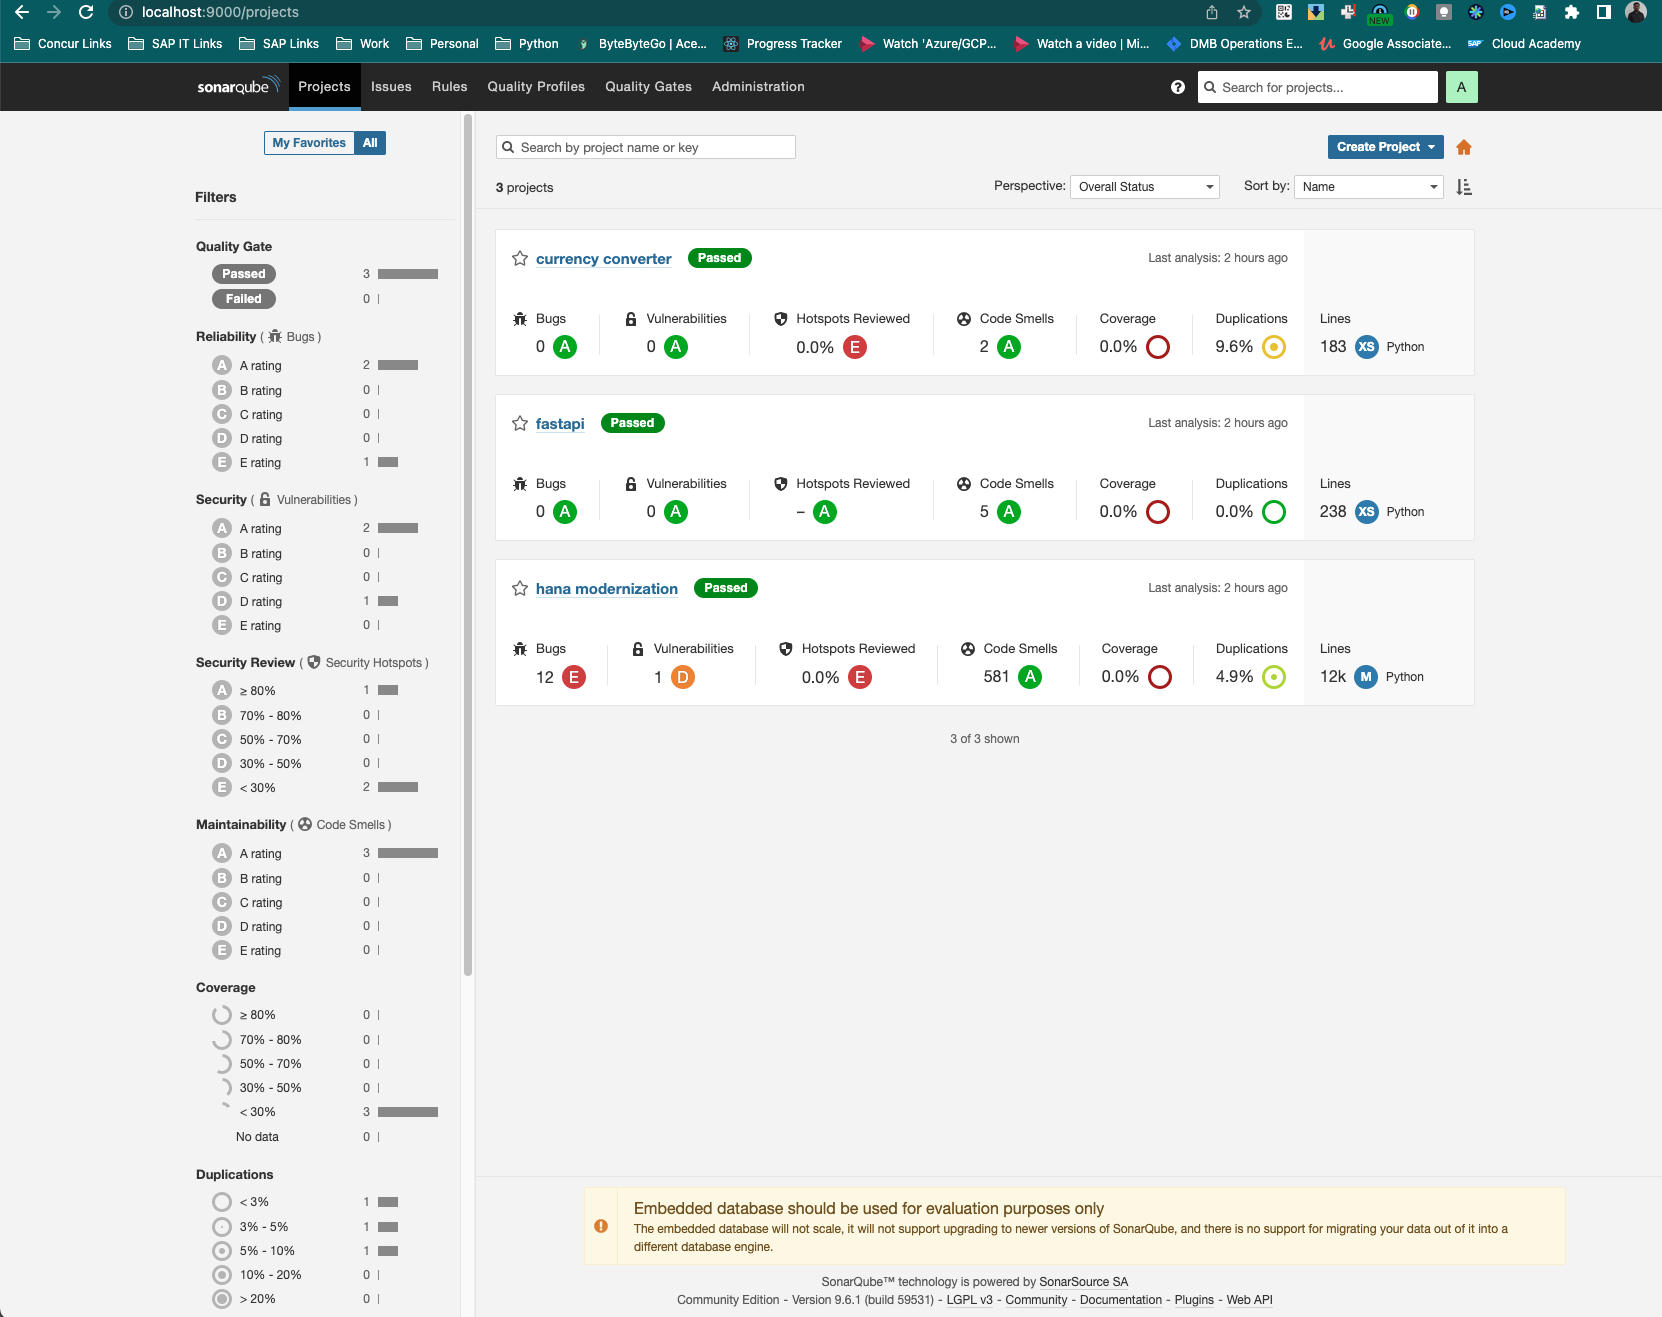 localhost:9000/projects
NEW
Concur Links
SAP IT Links
SAP Links
Work
Personal
Python
ByteByteGo | Ace...
Progress Tracker
Watch 'Azure/GCP...
Watch a video | Mi...
DMB Operations E...
Google Associate...
SAP
Cloud Academy
sonarqube
Projects
Issues
Rules
Quality Profiles
Quality Gates
Administration
?
Search for projects...
A
My Favorites
All
Search by project name or key
Create Project
3 projects
Perspective:
Overall Status
Sort by:
Name
Filters
Quality Gate
Passed 3
Failed 0
Reliability ( Bugs )
A A rating 2
B B rating 0
C C rating 0
D D rating 0
E E rating 1
Security ( Vulnerabilities )
A A rating 2
B B rating 0
C C rating 0
D D rating 1
E E rating 0
Security Review ( Security Hotspots )
A ≥ 80% 1
B 70% - 80% 0
C 50% - 70% 0
D 30% - 50% 0
E < 30% 2
Maintainability ( Code Smells )
A A rating 3
B B rating 0
C C rating 0
D D rating 0
E E rating 0
Coverage
≥ 80% 0
70% - 80% 0
50% - 70% 0
30% - 50% 0
< 30% 3
No data 0
Duplications
< 3% 1
3% - 5% 1
5% - 10% 1
10% - 20% 0
> 20% 0
currency converter Passed Last analysis: 2 hours ago
Bugs Vulnerabilities Hotspots Reviewed Code Smells Coverage Duplications Lines
0 A 0 A 0.0% E 2 A 0.0% 9.6% 183 XS Python
fastapi Passed Last analysis: 2 hours ago
Bugs Vulnerabilities Hotspots Reviewed Code Smells Coverage Duplications Lines
0 A 0 A – A 5 A 0.0% 0.0% 238 XS Python
hana modernization Passed Last analysis: 2 hours ago
Bugs Vulnerabilities Hotspots Reviewed Code Smells Coverage Duplications Lines
12 E 1 D 0.0% E 581 A 0.0% 4.9% 12k M Python
3 of 3 shown
Embedded database should be used for evaluation purposes only
The embedded database will not scale, it will not support upgrading to newer versions of SonarQube, and there is no support for migrating your data out of it into a
different database engine.
SonarQube™ technology is powered by SonarSource SA
Community Edition - Version 9.6.1 (build 59531) - LGPL v3 - Community - Documentation - Plugins - Web API